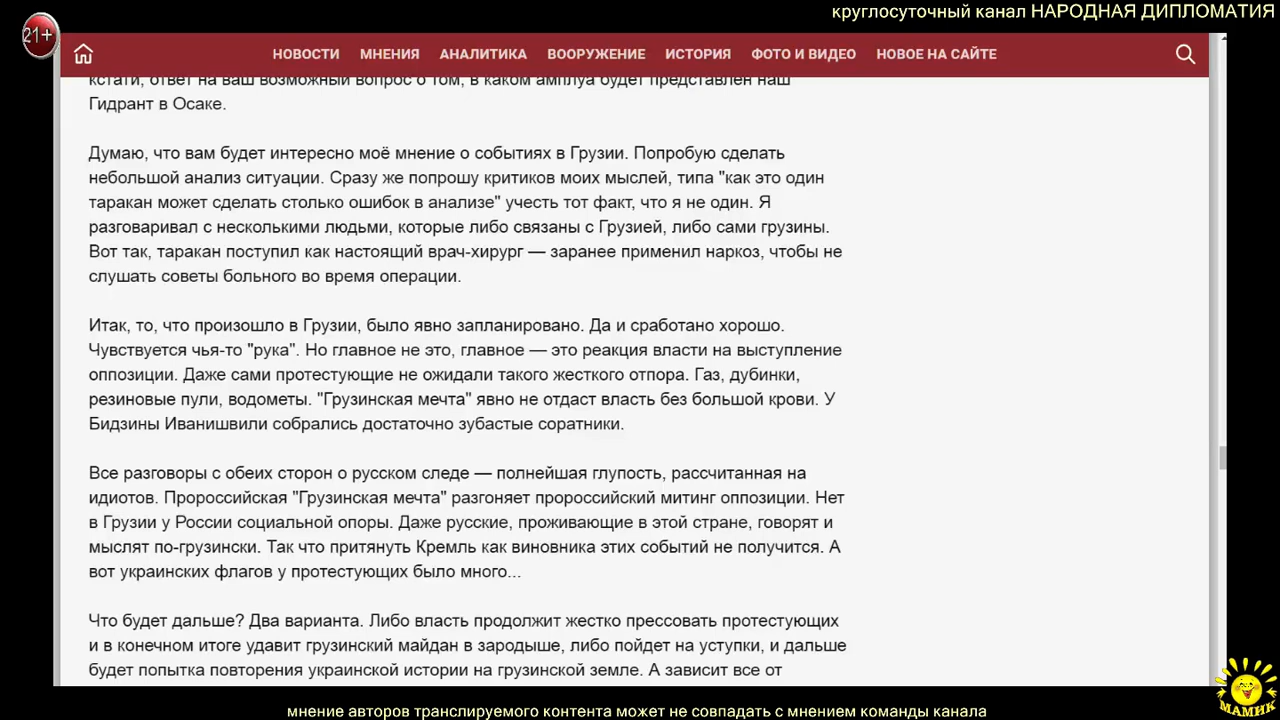 круглосуточный канал НАРОДНАЯ ДИПЛОМАТИЯ
21+
НОВОСТИ МНЕНИЯ АНАЛИТИКА ВООРУЖЕНИЕ ИСТОРИЯ ФОТО И ВИДЕО НОВОЕ НА САЙТЕ
кстати, ответ на ваш возможный вопрос о том, в каком амплуа будет представлен наш
Гидрант в Осаке.
Думаю, что вам будет интересно моё мнение о событиях в Грузии. Попробую сделать
небольшой анализ ситуации. Сразу же попрошу критиков моих мыслей, типа "как это один
таракан может сделать столько ошибок в анализе" учесть тот факт, что я не один. Я
разговаривал с несколькими людьми, которые либо связаны с Грузией, либо сами грузины.
Вот так, таракан поступил как настоящий врач-хирург — заранее применил наркоз, чтобы не
слушать советы больного во время операции.
Итак, то, что произошло в Грузии, было явно запланировано. Да и сработано хорошо.
Чувствуется чья-то "рука". Но главное не это, главное — это реакция власти на выступление
оппозиции. Даже сами протестующие не ожидали такого жесткого отпора. Газ, дубинки,
резиновые пули, водометы. "Грузинская мечта" явно не отдаст власть без большой крови. У
Бидзины Иванишвили собрались достаточно зубастые соратники.
Все разговоры с обеих сторон о русском следе — полнейшая глупость, рассчитанная на
идиотов. Пророссийская "Грузинская мечта" разгоняет пророссийский митинг оппозиции. Нет
в Грузии у России социальной опоры. Даже русские, проживающие в этой стране, говорят и
мыслят по-грузински. Так что притянуть Кремль как виновника этих событий не получится. А
вот украинских флагов у протестующих было много...
Что будет дальше? Два варианта. Либо власть продолжит жестко прессовать протестующих
и в конечном итоге удавит грузинский майдан в зародыше, либо пойдет на уступки, и дальше
будет попытка повторения украинской истории на грузинской земле. А зависит все от
МАМИК
мнение авторов транслируемого контента может не совпадать с мнением команды канала